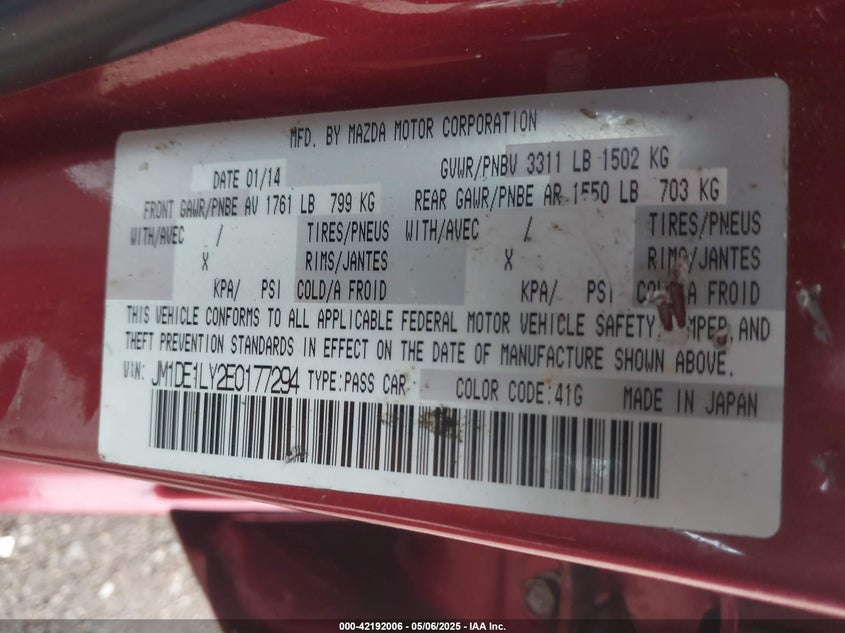 MFD. BY MAZDA MOTOR CORPORATION
DATE 01/14 GVWR/PNBV 3311 LB 1502 KG
FRONT GAWR/PNBE AV 1761 LB 799 KG REAR GAWR/PNBE AR 1550 LB 703 KG
WITH/AVEC / TIRES/PNEUS WITH/AVEC / TIRES/PNEUS
X RIMS/JANTES X RIMS/JANTES
KPA/ PSI COLD/A FROID KPA/ PSI COLD/A FROID
THIS VEHICLE CONFORMS TO ALL APPLICABLE FEDERAL MOTOR VEHICLE SAFETY, BUMPER, AND
THEFT PREVENTION STANDARDS IN EFFECT ON THE DATE OF MANUFACTURE SHOWN ABOVE.
VIN: JM1DE1LY2E0177294 TYPE:PASS CAR COLOR CODE:41G MADE IN JAPAN
000-42192006 - 05/06/2025 - IAA Inc.